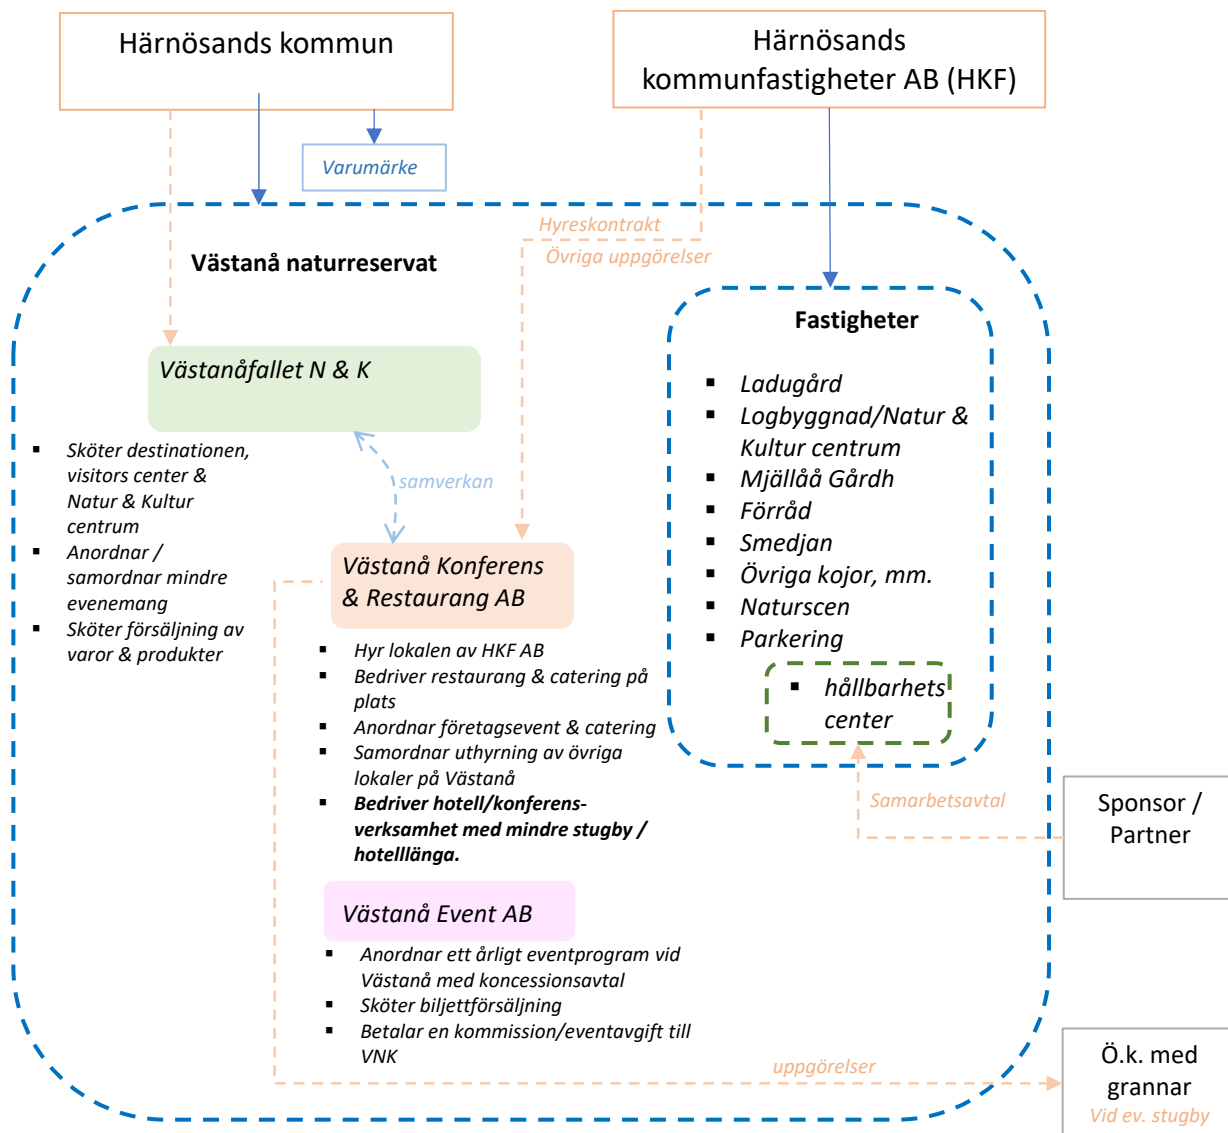 Härnösands kommun
Härnösands
kommunfastigheter AB (HKF)
Varumärke
Hyreskontrakt
Övriga uppgörelser
Västanå naturreservat
Västanåfallet N & K
▪ Sköter destinationen,
visitors center &
Natur & Kultur
centrum
▪ Anordnar /
samordnar mindre
evenemang
▪ Sköter försäljning av
varor & produkter
samverkan
Västanå Konferens
& Restaurang AB
▪ Hyr lokalen av HKF AB
▪ Bedriver restaurang & catering på
plats
▪ Anordnar företagsevent & catering
▪ Samordnar uthyrning av övriga
lokaler på Västanå
▪ Bedriver hotell/konferens-
verksamhet med mindre stugby /
hotelllänga.
Västanå Event AB
▪ Anordnar ett årligt eventprogram vid
Västanå med koncessionsavtal
▪ Sköter biljettförsäljning
▪ Betalar en kommission/eventavgift till
VNK
Fastigheter
▪ Ladugård
▪ Logbyggnad/Natur &
Kultur centrum
▪ Mjällåå Gårdh
▪ Förråd
▪ Smedjan
▪ Övriga kojor, mm.
▪ Naturscen
▪ Parkering
▪ hållbarhets
center
Samarbetsavtal
Sponsor /
Partner
uppgörelser
Ö.k. med
grannar
Vid ev. stugby